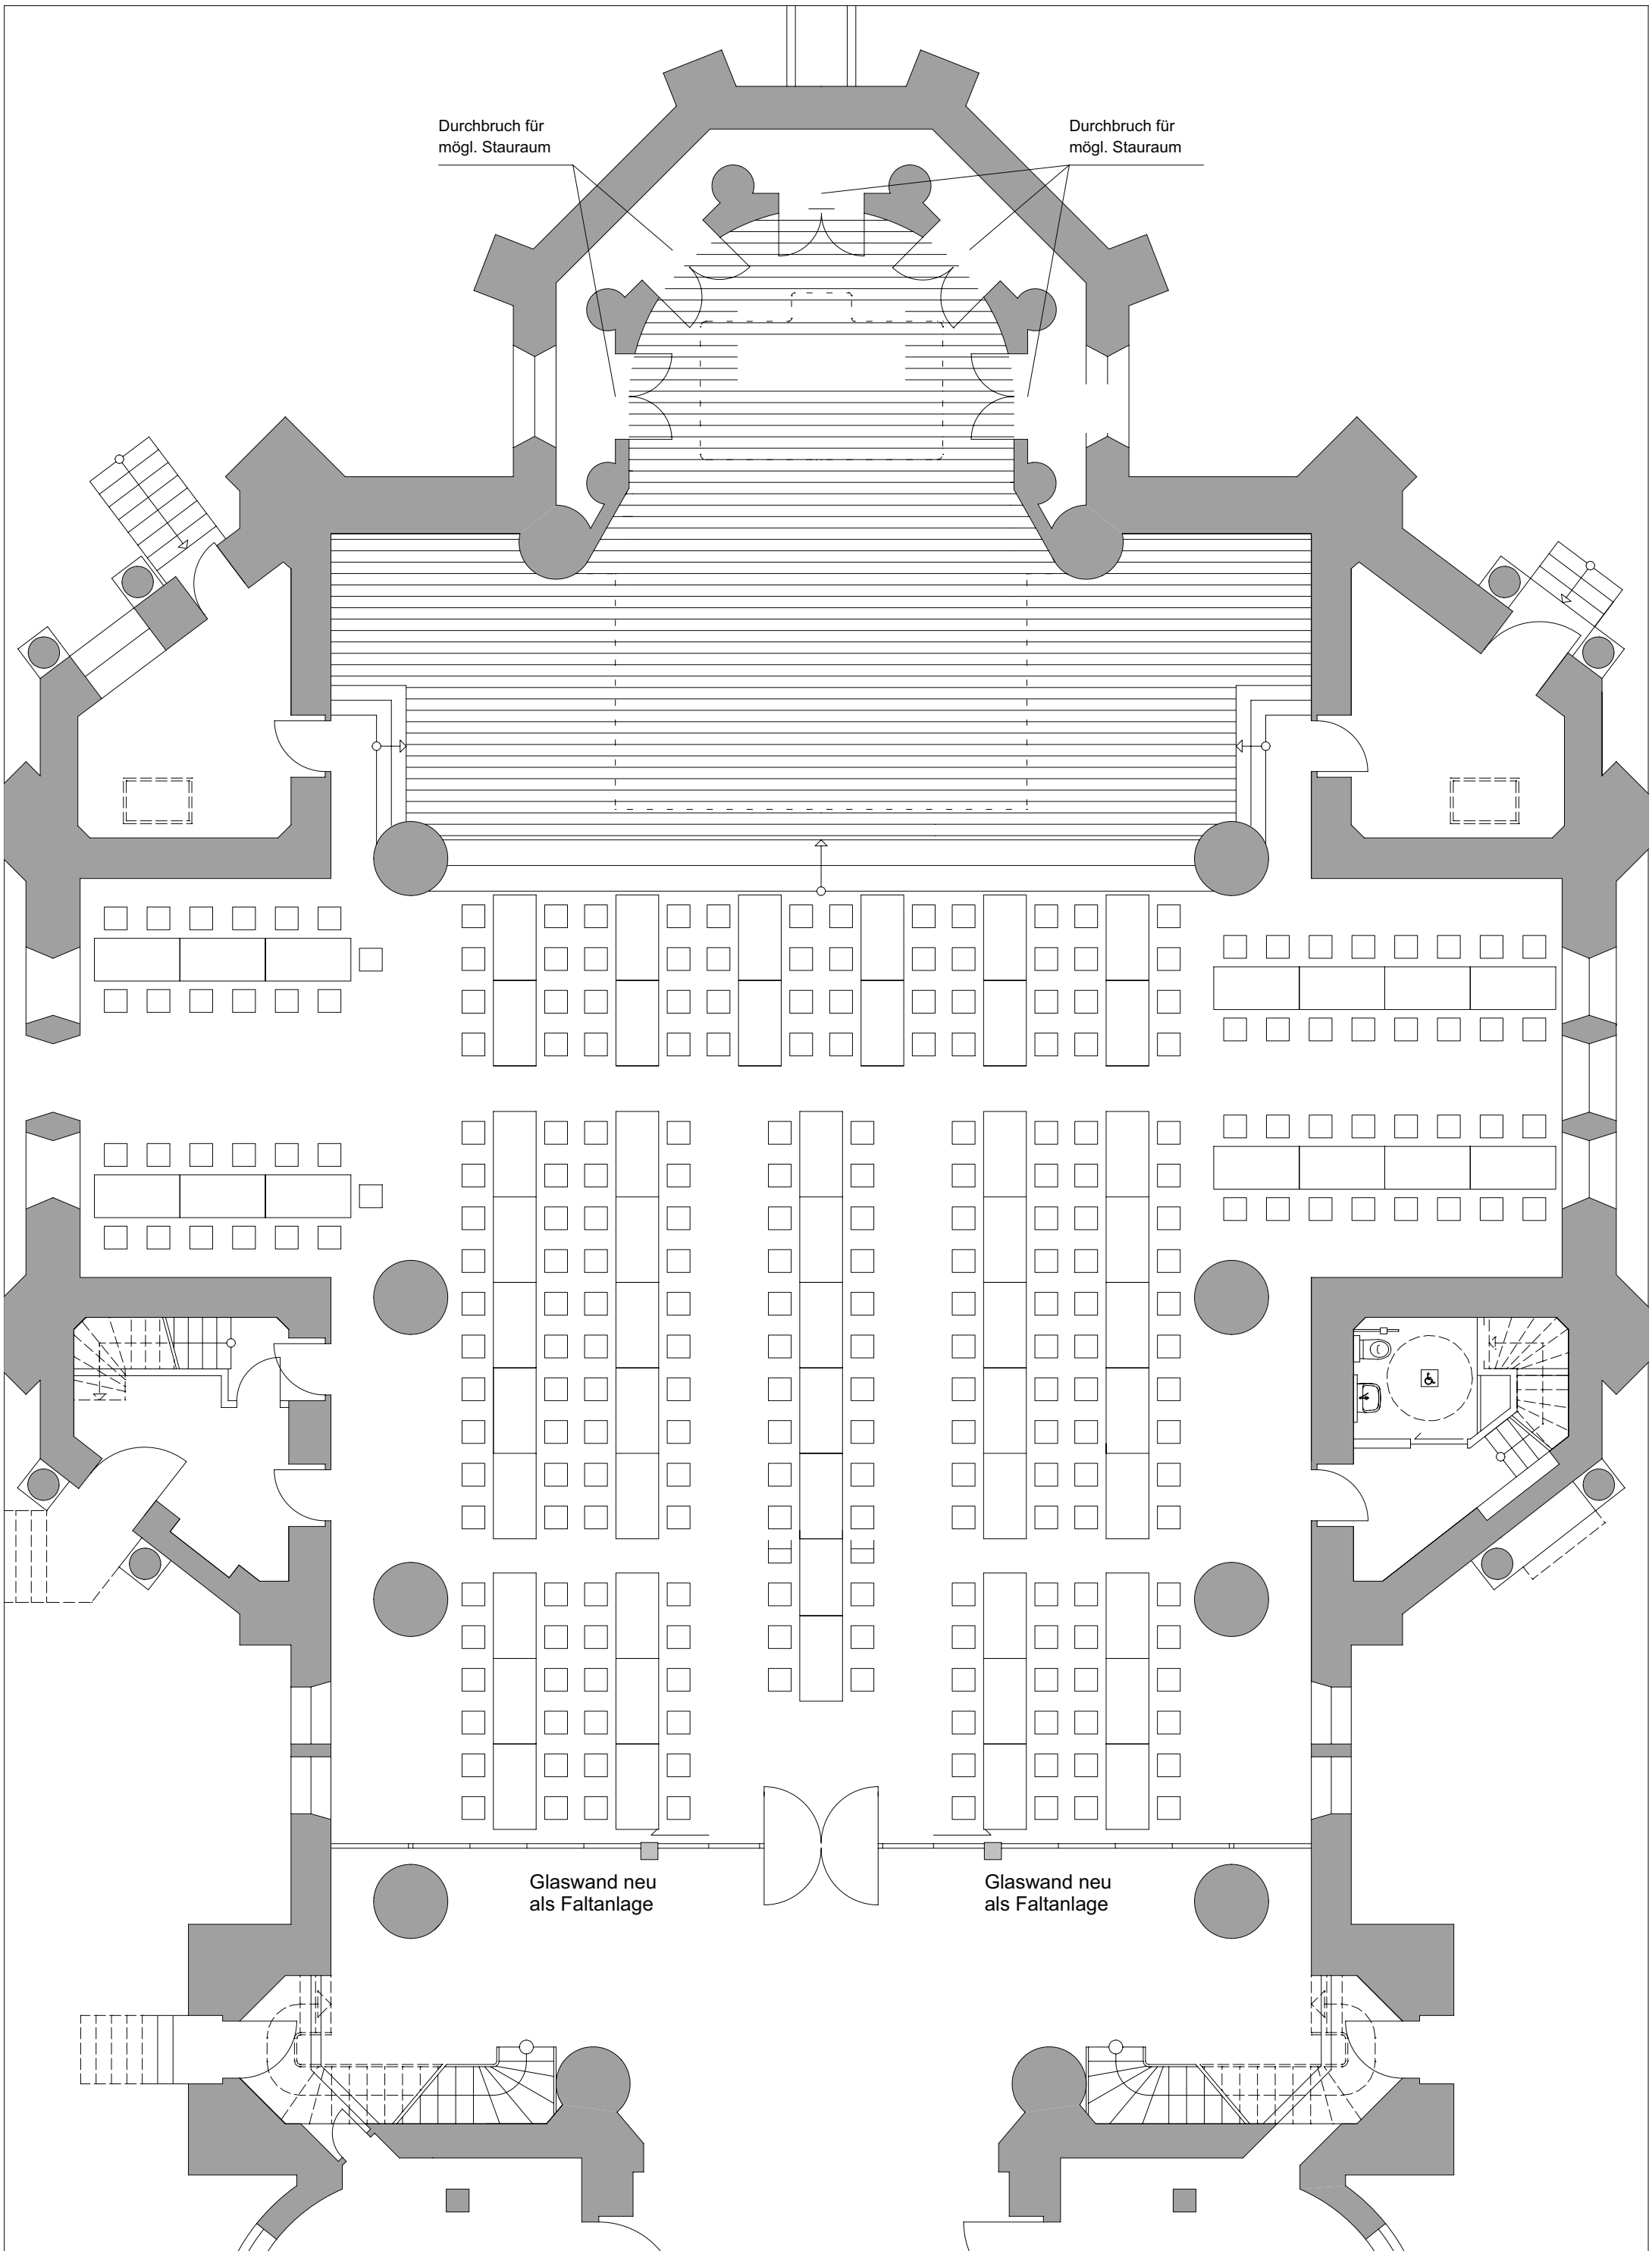 Durchbruch für
mögl. Stauraum
Durchbruch für
mögl. Stauraum
Glaswand neu
als Faltanlage
Glaswand neu
als Faltanlage